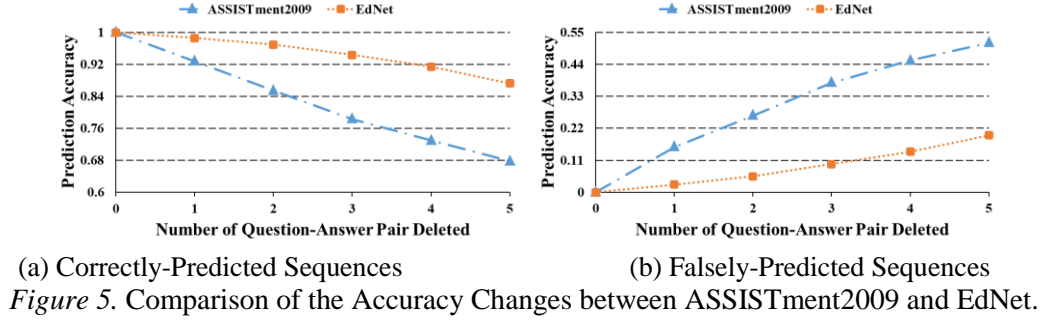 ASSISTment2009 EdNet
Prediction Accuracy
1
0.92
0.84
0.76
0.68
0.6
0 1 2 3 4 5
Number of Question-Answer Pair Deleted
ASSISTment2009 EdNet
Prediction Accuracy
0.55
0.44
0.33
0.22
0.11
0
0 1 2 3 4 5
Number of Question-Answer Pair Deleted
(a) Correctly-Predicted Sequences (b) Falsely-Predicted Sequences
Figure 5. Comparison of the Accuracy Changes between ASSISTment2009 and EdNet.